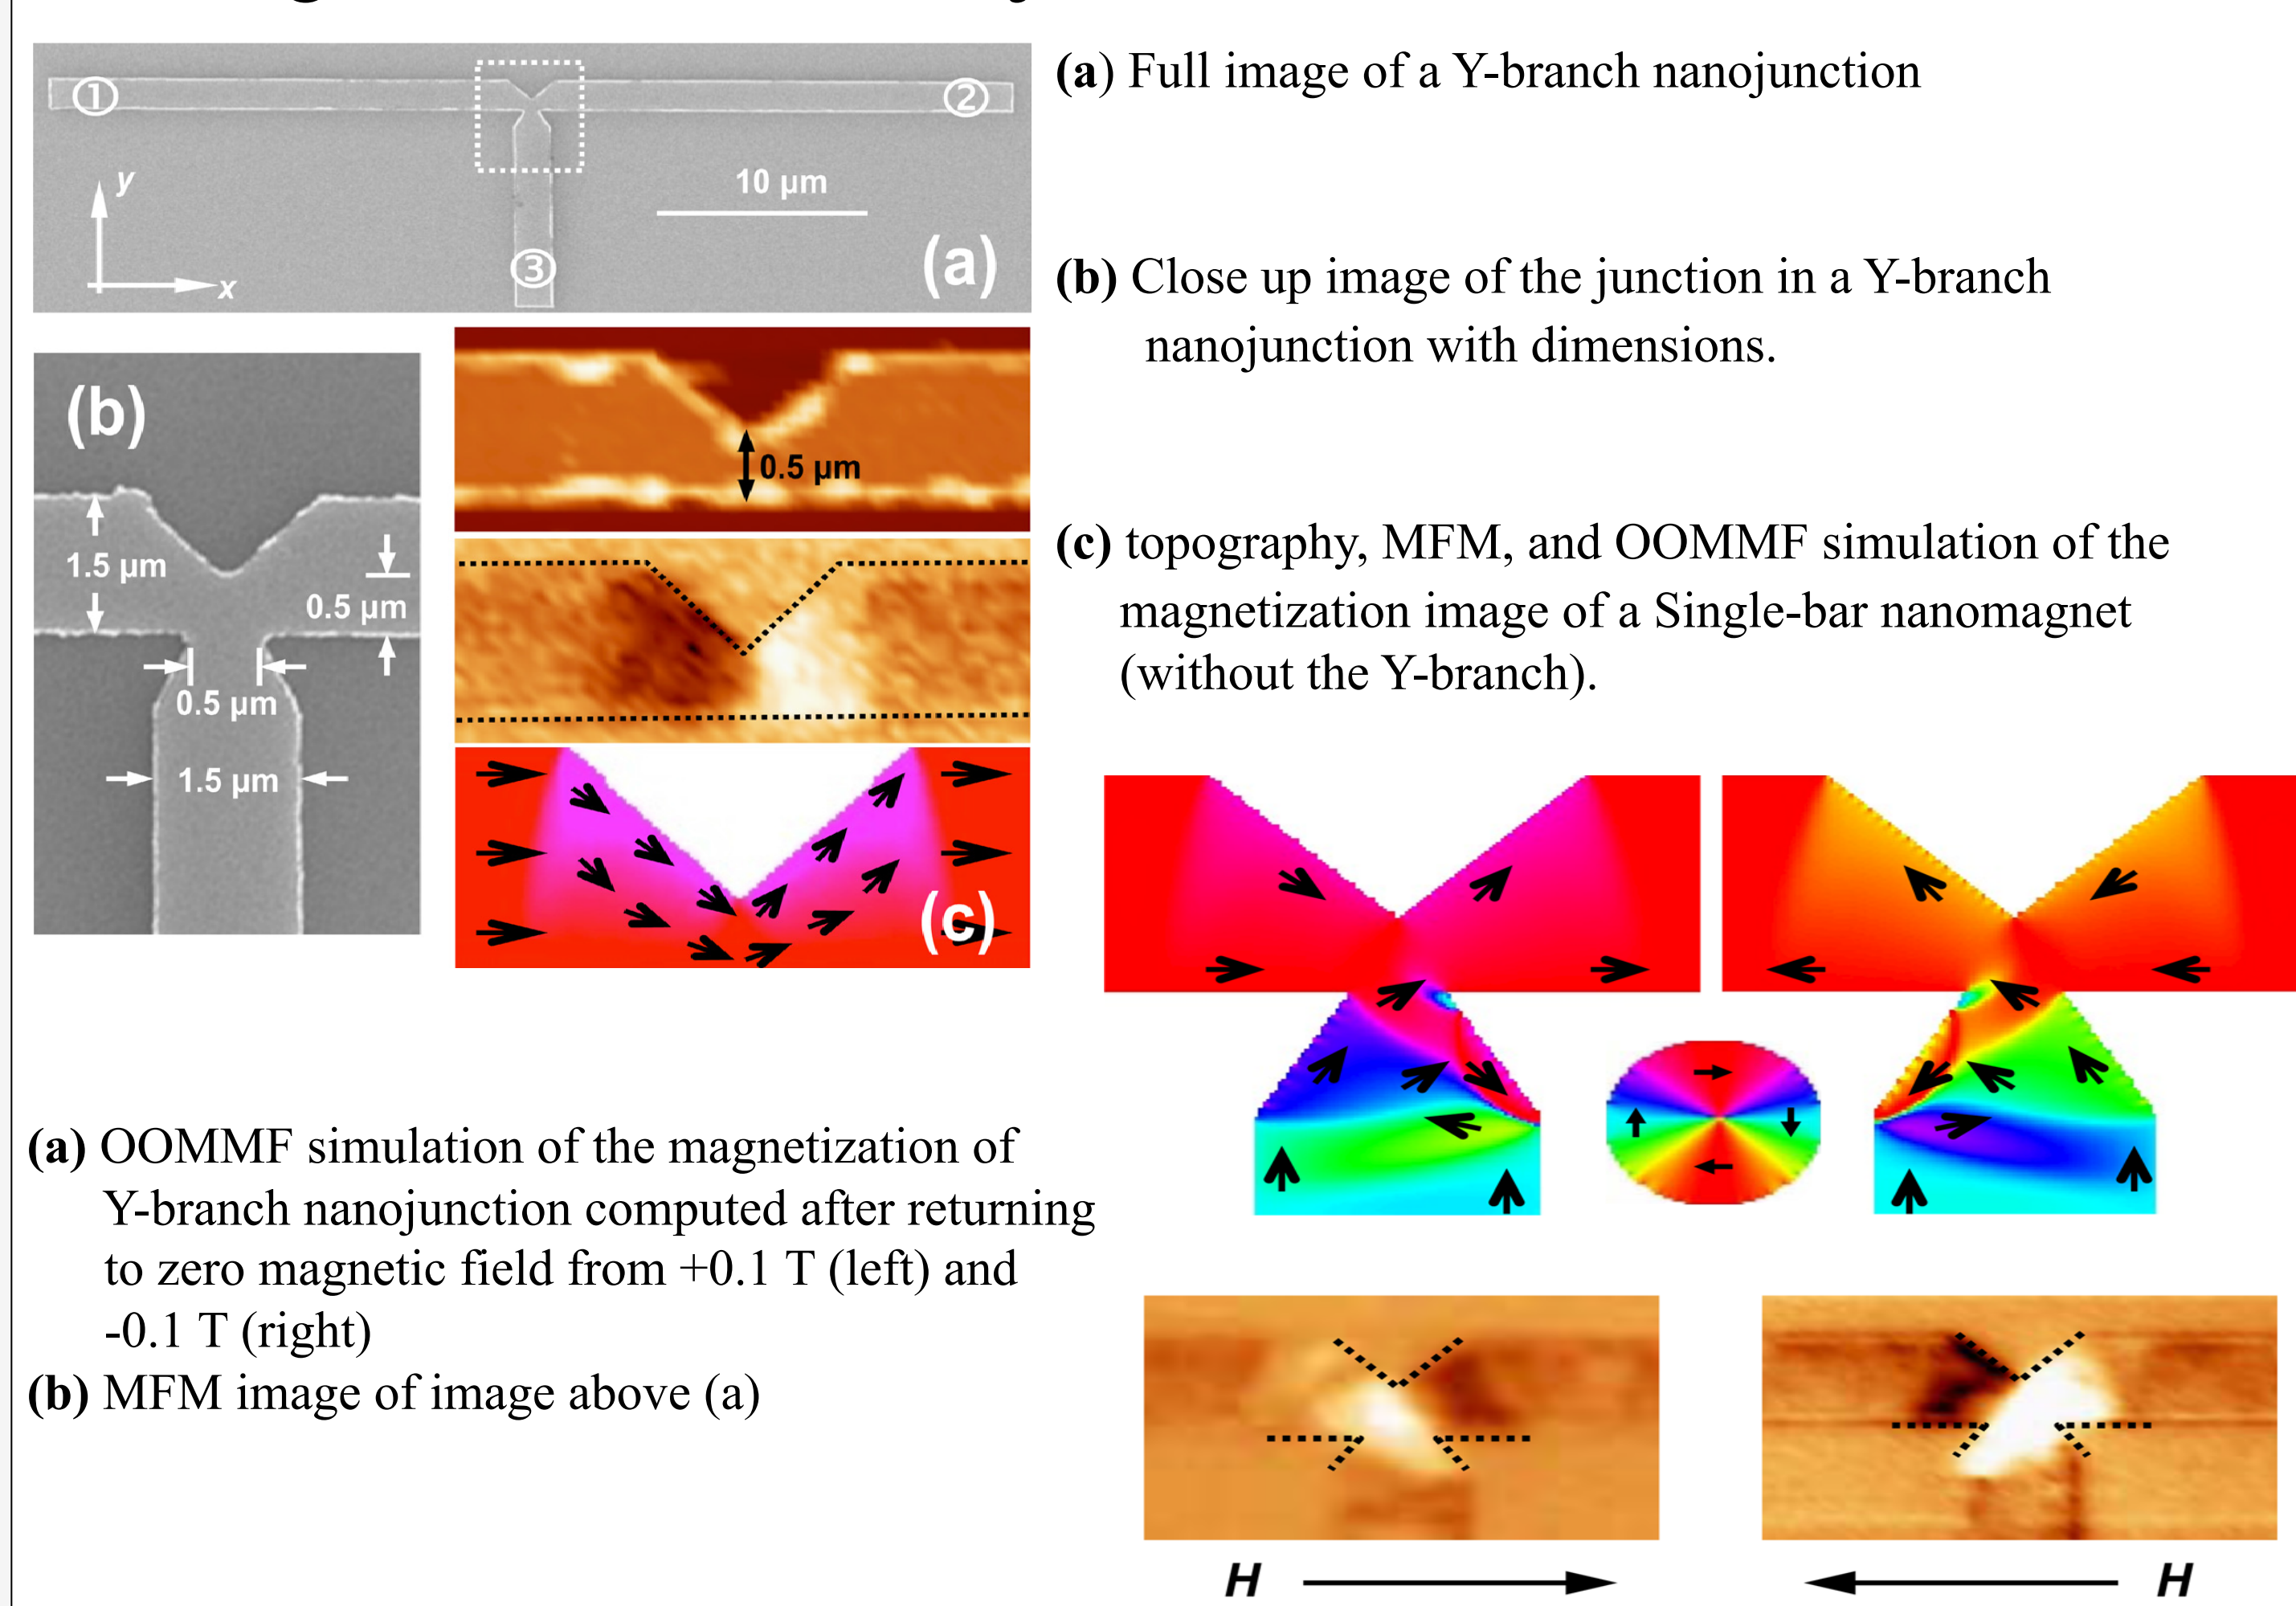 (a) Full image of a Y-branch nanojunction
① ②
y
10 µm
③
x
(a)
(b) Close up image of the junction in a Y-branch
nanojunction with dimensions.
(b)
1.5 µm
0.5 µm
0.5 µm
1.5 µm
0.5 µm
(c)
(c) topography, MFM, and OOMMF simulation of the
magnetization image of a Single-bar nanomagnet
(without the Y-branch).
(a) OOMMF simulation of the magnetization of
Y-branch nanojunction computed after returning
to zero magnetic field from +0.1 T (left) and
-0.1 T (right)
(b) MFM image of image above (a)
H H